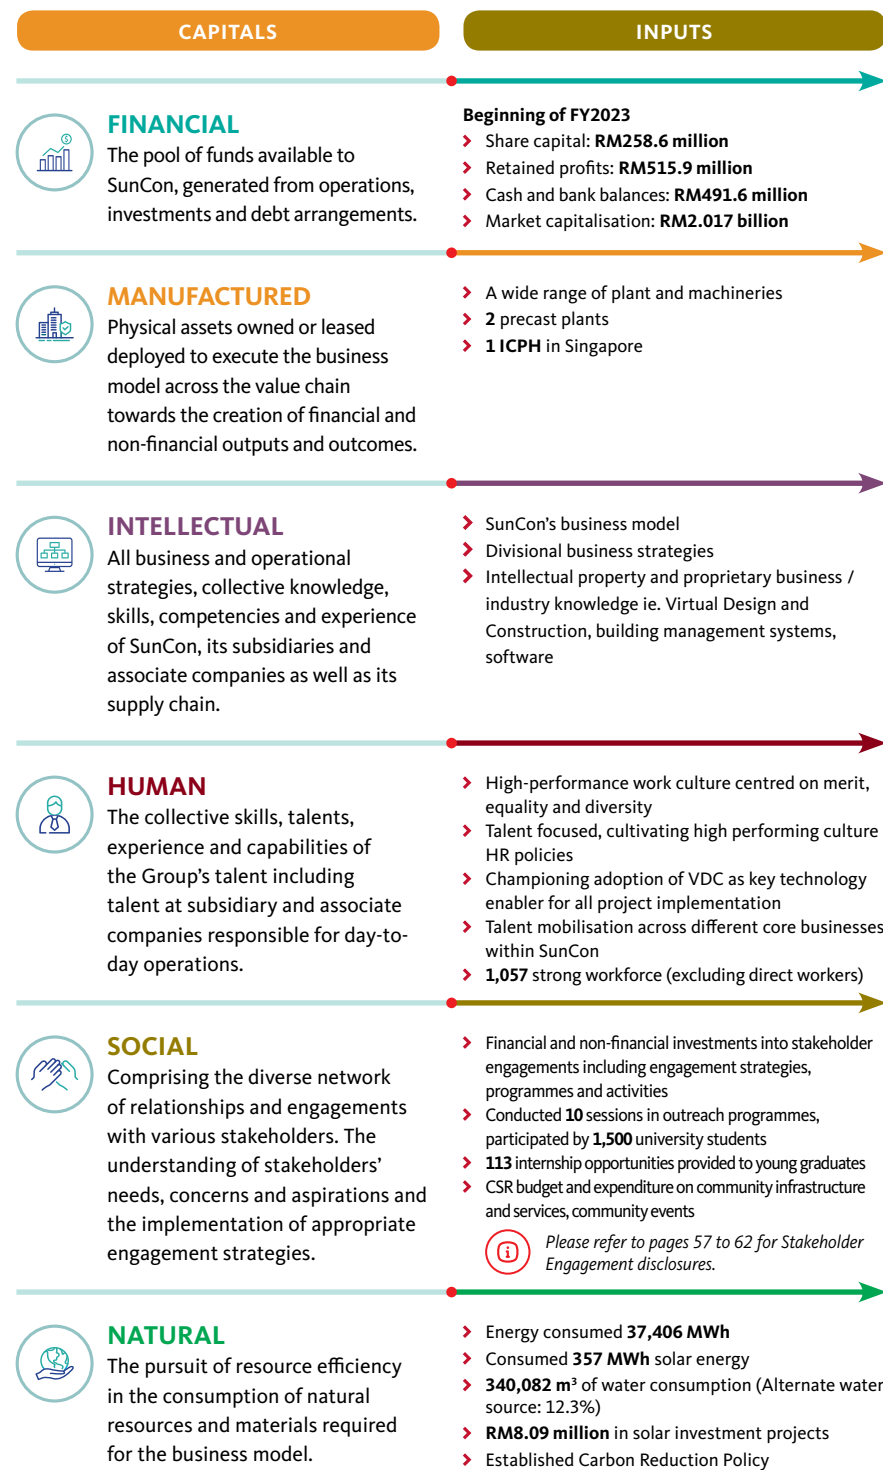 CAPITALS
INPUTS
FINANCIAL
The pool of funds available to
SunCon, generated from operations,
investments and debt arrangements.
Beginning of FY2023
Share capital: RM258.6 million
Retained profits: RM515.9 million
Cash and bank balances: RM491.6 million
Market capitalisation: RM2.017 billion
MANUFACTURED
Physical assets owned or leased
deployed to execute the business
model across the value chain
towards the creation of financial and
non-financial outputs and outcomes.
A wide range of plant and machineries
2 precast plants
1 ICPH in Singapore
INTELLECTUAL
All business and operational
strategies, collective knowledge,
skills, competencies and experience
of SunCon, its subsidiaries and
associate companies as well as its
supply chain.
SunCon's business model
Divisional business strategies
Intellectual property and proprietary business /
industry knowledge ie. Virtual Design and
Construction, building management systems,
software
HUMAN
The collective skills, talents,
experience and capabilities of
the Group's talent including
talent at subsidiary and associate
companies responsible for day-to-
day operations.
High-performance work culture centred on merit,
equality and diversity
Talent focused, cultivating high performing culture
HR policies
Championing adoption of VDC as key technology
enabler for all project implementation
Talent mobilisation across different core businesses
within SunCon
1,057 strong workforce (excluding direct workers)
SOCIAL
Comprising the diverse network
of relationships and engagements
with various stakeholders. The
understanding of stakeholders'
needs, concerns and aspirations and
the implementation of appropriate
engagement strategies.
Financial and non-financial investments into stakeholder
engagements including engagement strategies,
programmes and activities
Conducted 10 sessions in outreach programmes,
participated by 1,500 university students
113 internship opportunities provided to young graduates
CSR budget and expenditure on community infrastructure
and services, community events
Please refer to pages 57 to 62 for Stakeholder
Engagement disclosures.
NATURAL
The pursuit of resource efficiency
in the consumption of natural
resources and materials required
for the business model.
Energy consumed 37,406 MWh
Consumed 357 MWh solar energy
340,082 m³ of water consumption (Alternate water
source: 12.3%)
RM8.09 million in solar investment projects
Established Carbon Reduction Policy